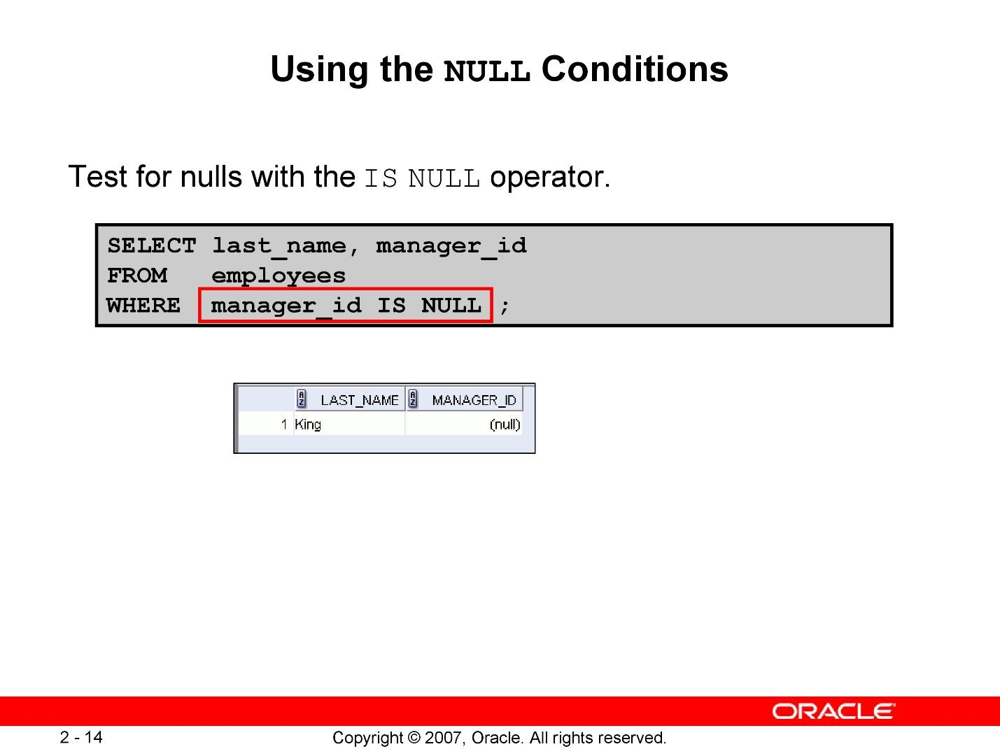 Using the NULL Conditions
Test for nulls with the IS NULL operator.
SELECT last_name, manager_id
FROM employees
WHERE manager_id IS NULL ;
LAST_NAME MANAGER_ID
1 King (null)
ORACLE
2 - 14 Copyright © 2007, Oracle. All rights reserved.